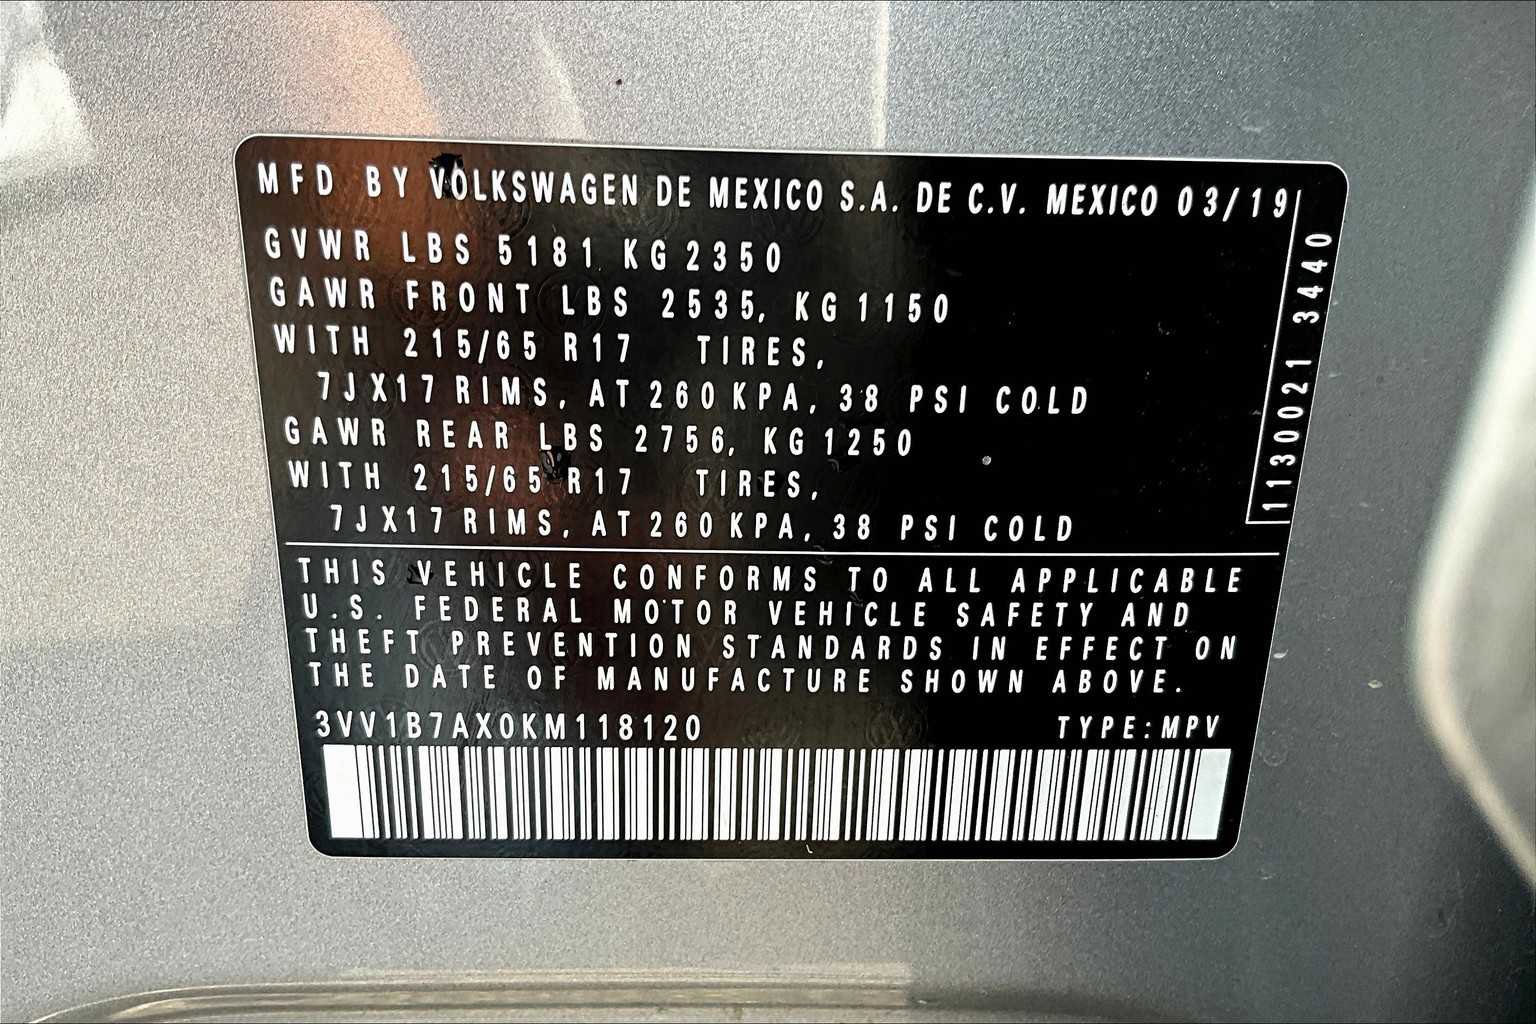 MFD BY VOLKSWAGEN DE MEXICO S.A. DE C.V. MEXICO 03/19
GVWR LBS 5181 KG 2350
GAWR FRONT LBS 2535, KG 1150
WITH 215/65 R17 TIRES,
7JX17 RIMS, AT 260 KPA, 38 PSI COLD
GAWR REAR LBS 2756, KG 1250
WITH 215/65 R17 TIRES,
7JX17 RIMS, AT 260 KPA, 38 PSI COLD
1130021 3440
THIS VEHICLE CONFORMS TO ALL APPLICABLE
U.S. FEDERAL MOTOR VEHICLE SAFETY AND
THEFT PREVENTION STANDARDS IN EFFECT ON
THE DATE OF MANUFACTURE SHOWN ABOVE.
3VV1B7AX0KM118120 TYPE:MPV